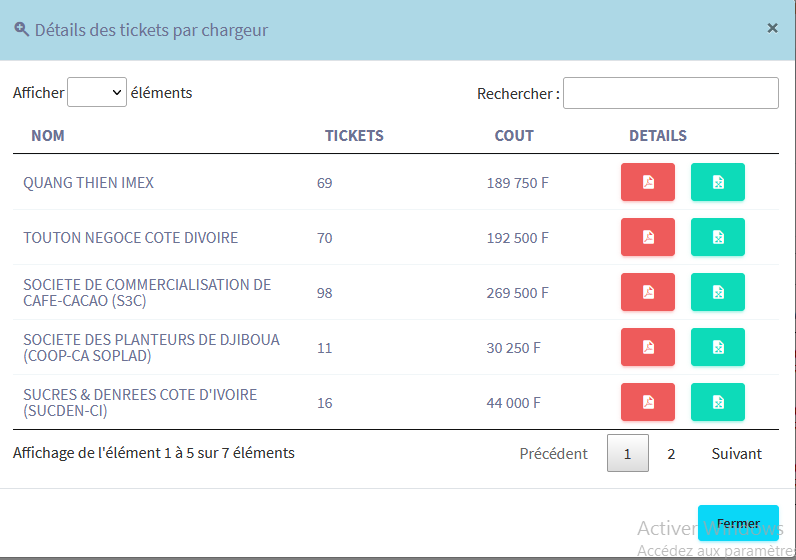 Détails des tickets par chargeur ×
Afficher éléments Rechercher :
NOM TICKETS COUT DETAILS
QUANG THIEN IMEX 69 189 750 F
TOUTON NEGOCE COTE DIVOIRE 70 192 500 F
SOCIETE DE COMMERCIALISATION DE
CAFE-CACAO (S3C) 98 269 500 F
SOCIETE DES PLANTEURS DE DJIBOUA
(COOP-CA SOPLAD) 11 30 250 F
SUCRES & DENREES COTE D'IVOIRE
(SUCDEN-CI) 16 44 000 F
Affichage de l'élément 1 à 5 sur 7 éléments Précédent 1 2 Suivant
Fermer
Activer Windows
Accédez aux paramètres